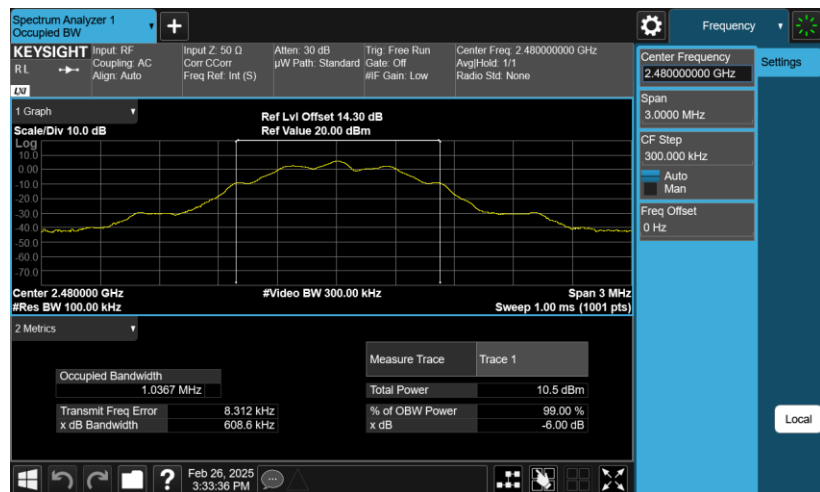 Spectrum Analyzer 1
Occupied BW
Frequency
KEYSIGHT
RL
LXI
Input: RF
Coupling: AC
Align: Auto
Input Z: 50 Ω
Corr CCorr
Freq Ref: Int (S)
Atten: 30 dB
µW Path: Standard
Trig: Free Run
Gate: Off
#IF Gain: Low
Center Freq: 2.480000000 GHz
Avg|Hold: 1/1
Radio Std: None
Center Frequency
2.480000000 GHz
Settings
Span
3.0000 MHz
CF Step
300.000 kHz
Auto
Man
Freq Offset
0 Hz
Local
1 Graph
Scale/Div 10.0 dB
Ref Lvl Offset 14.30 dB
Ref Value 20.00 dBm
Log
10.0
0.00
-10.0
-20.0
-30.0
-40.0
-50.0
-60.0
-70.0
Center 2.480000 GHz
#Video BW 300.00 kHz
Span 3 MHz
#Res BW 100.00 kHz
Sweep 1.00 ms (1001 pts)
2 Metrics
Measure Trace Trace 1
Occupied Bandwidth
1.0367 MHz
Total Power 10.5 dBm
Transmit Freq Error 8.312 kHz
% of OBW Power 99.00 %
x dB Bandwidth 608.6 kHz
x dB -6.00 dB
?
Feb 26, 2025
3:33:36 PM